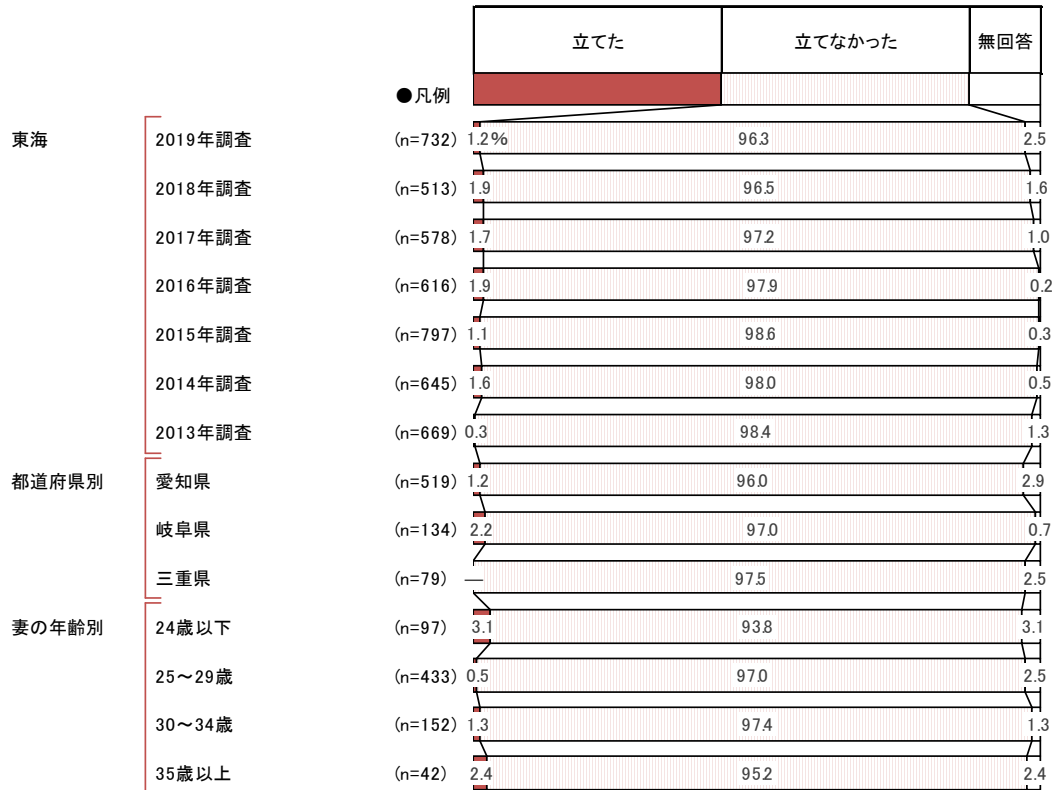 立てた 立てなかった 無回答
●凡例
東海 2019年調査 (n=732) 1.2% 96.3 2.5
2018年調査 (n=513) 1.9 96.5 1.6
2017年調査 (n=578) 1.7 97.2 1.0
2016年調査 (n=616) 1.9 97.9 0.2
2015年調査 (n=797) 1.1 98.6 0.3
2014年調査 (n=645) 1.6 98.0 0.5
2013年調査 (n=669) 0.3 98.4 1.3
都道府県別 愛知県 (n=519) 1.2 96.0 2.9
岐阜県 (n=134) 2.2 97.0 0.7
三重県 (n=79) — 97.5 2.5
妻の年齢別 24歳以下 (n=97) 3.1 93.8 3.1
25～29歳 (n=433) 0.5 97.0 2.5
30～34歳 (n=152) 1.3 97.4 1.3
35歳以上 (n=42) 2.4 95.2 2.4